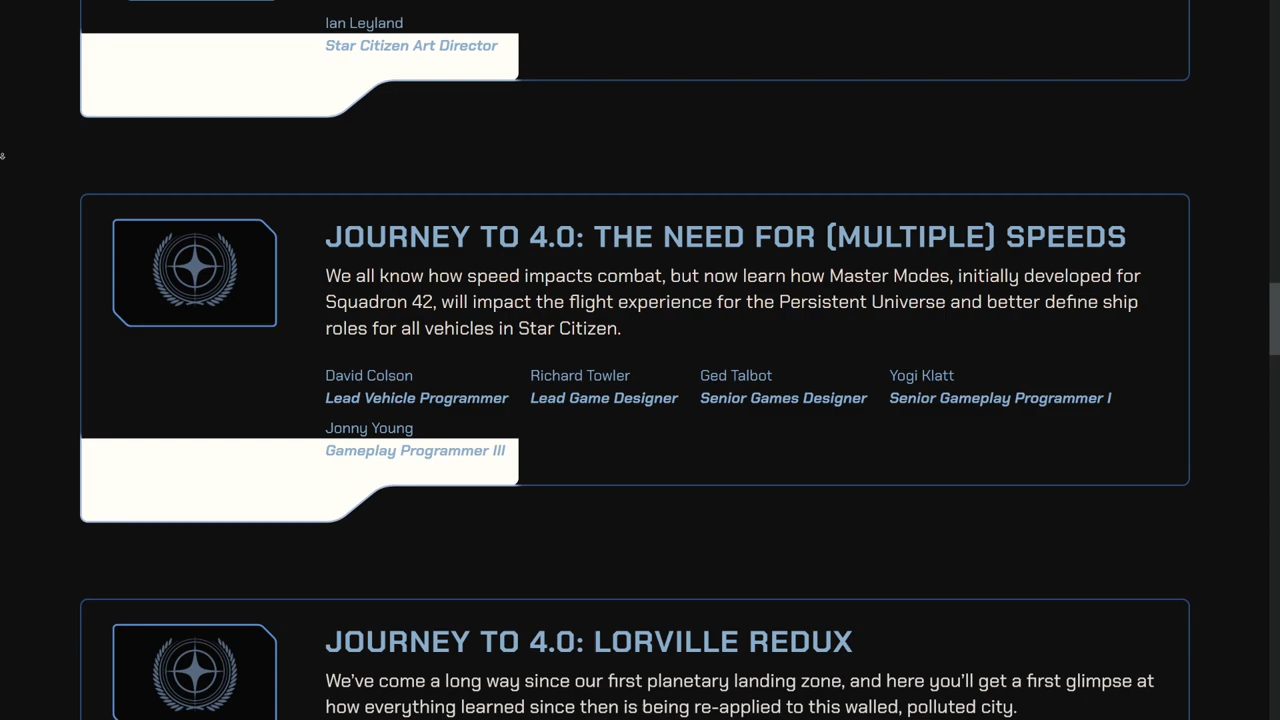 Ian Leyland
Star Citizen Art Director
JOURNEY TO 4.0: THE NEED FOR (MULTIPLE) SPEEDS
We all know how speed impacts combat, but now learn how Master Modes, initially developed for
Squadron 42, will impact the flight experience for the Persistent Universe and better define ship
roles for all vehicles in Star Citizen.
David Colson Richard Towler Ged Talbot Yogi Klatt
Lead Vehicle Programmer Lead Game Designer Senior Games Designer Senior Gameplay Programmer I
Jonny Young
Gameplay Programmer III
JOURNEY TO 4.0: LORVILLE REDUX
We’ve come a long way since our first planetary landing zone, and here you’ll get a first glimpse at
how everything learned since then is being re-applied to this walled, polluted city.